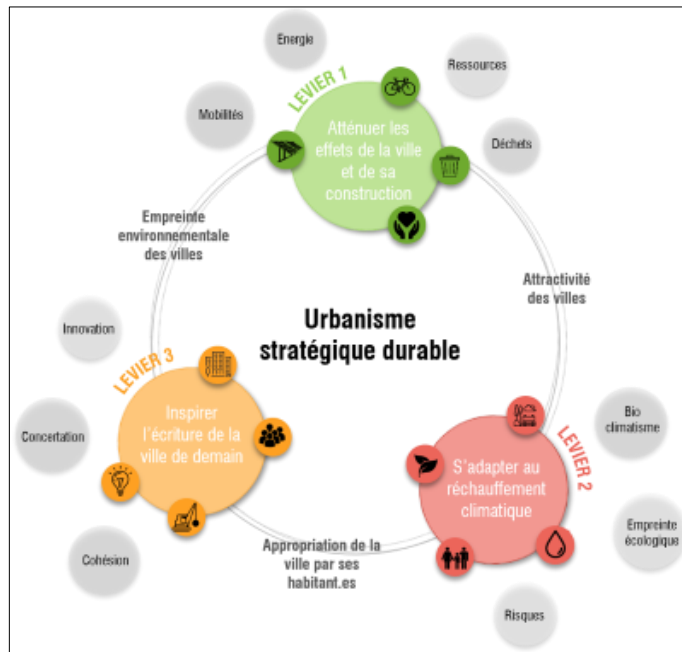 Energie
Ressources
Mobilités
Déchets
LEVIER 1
Atténuer les
effets de la ville
et de sa
construction
Empreinte
environnementale
des villes
Attractivité
des villes
Urbanisme
stratégique durable
Innovation
Concertation
Cohésion
LEVIER 3
Inspirer
l'écriture de la
ville de demain
Appropriation de la
ville par ses
habitant.es
LEVIER 2
S'adapter au
réchauffement
climatique
Bio
climatisme
Empreinte
écologique
Risques